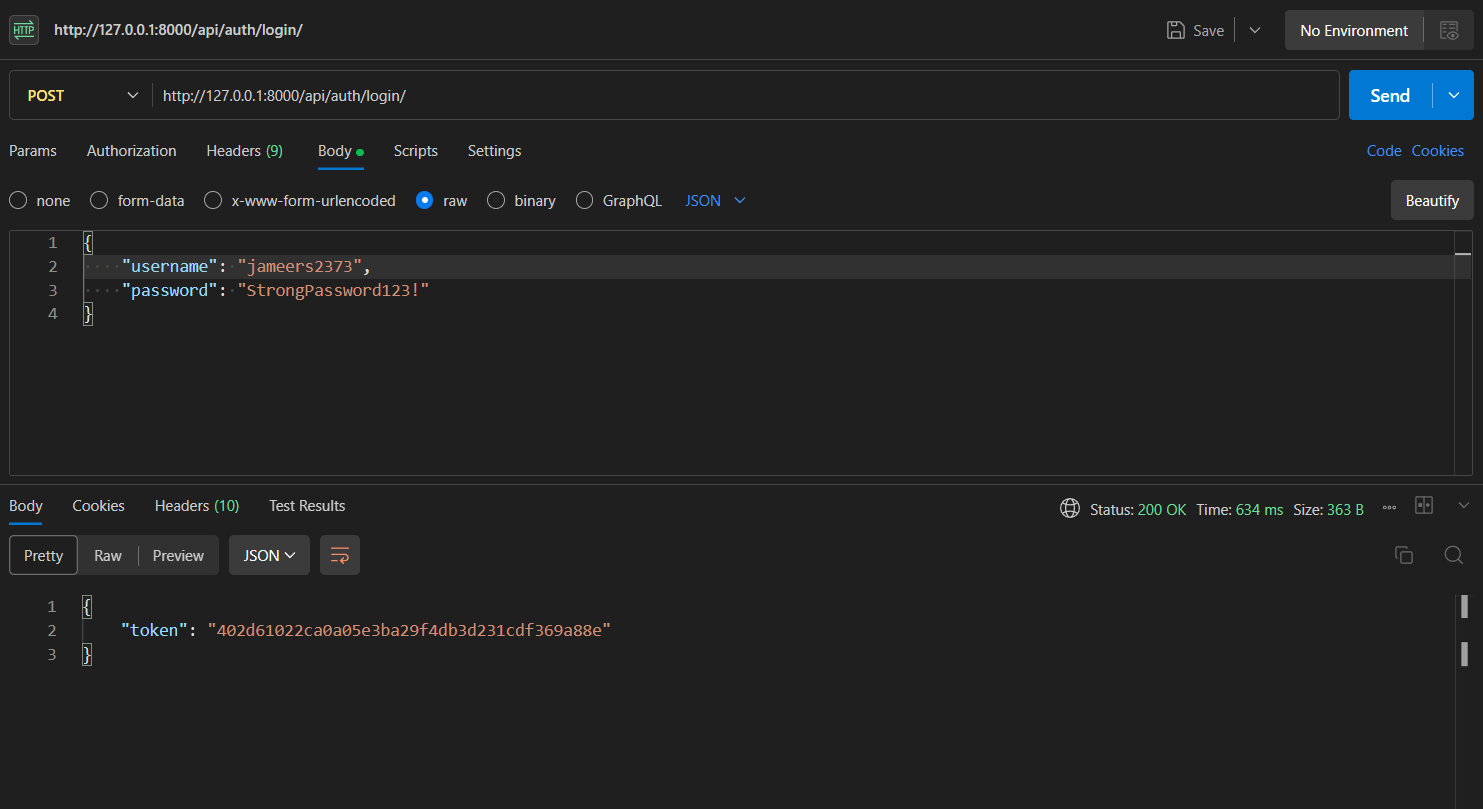 HTTP http://127.0.0.1:8000/api/auth/login/ Save No Environment
POST http://127.0.0.1:8000/api/auth/login/ Send
Params Authorization Headers (9) Body Scripts Settings Code Cookies
none form-data x-www-form-urlencoded raw binary GraphQL JSON Beautify
1 {
2 "username": "jameers2373",
3 "password": "StrongPassword123!"
4 }
Body Cookies Headers (10) Test Results Status: 200 OK Time: 634 ms Size: 363 B
Pretty Raw Preview JSON
1 {
2 "token": "402d61022ca0a05e3ba29f4db3d231cdf369a88e"
3 }